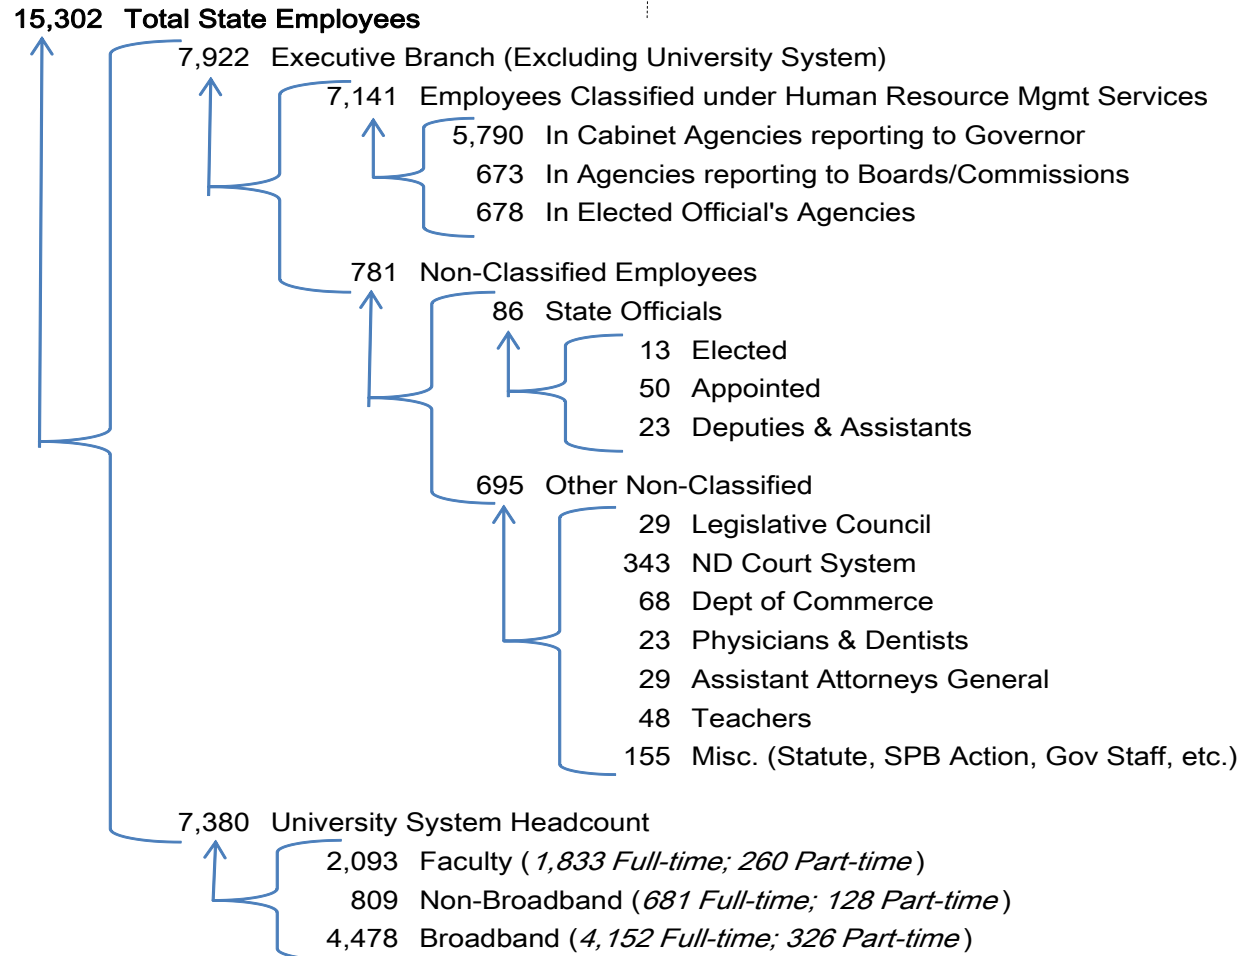 15,302 Total State Employees
7,922 Executive Branch (Excluding University System)
7,141 Employees Classified under Human Resource Mgmt Services
5,790 In Cabinet Agencies reporting to Governor
673 In Agencies reporting to Boards/Commissions
678 In Elected Official's Agencies
781 Non-Classified Employees
86 State Officials
13 Elected
50 Appointed
23 Deputies & Assistants
695 Other Non-Classified
29 Legislative Council
343 ND Court System
68 Dept of Commerce
23 Physicians & Dentists
29 Assistant Attorneys General
48 Teachers
155 Misc. (Statute, SPB Action, Gov Staff, etc.)
7,380 University System Headcount
2,093 Faculty (1,833 Full-time; 260 Part-time)
809 Non-Broadband (681 Full-time; 128 Part-time)
4,478 Broadband (4,152 Full-time; 326 Part-time)